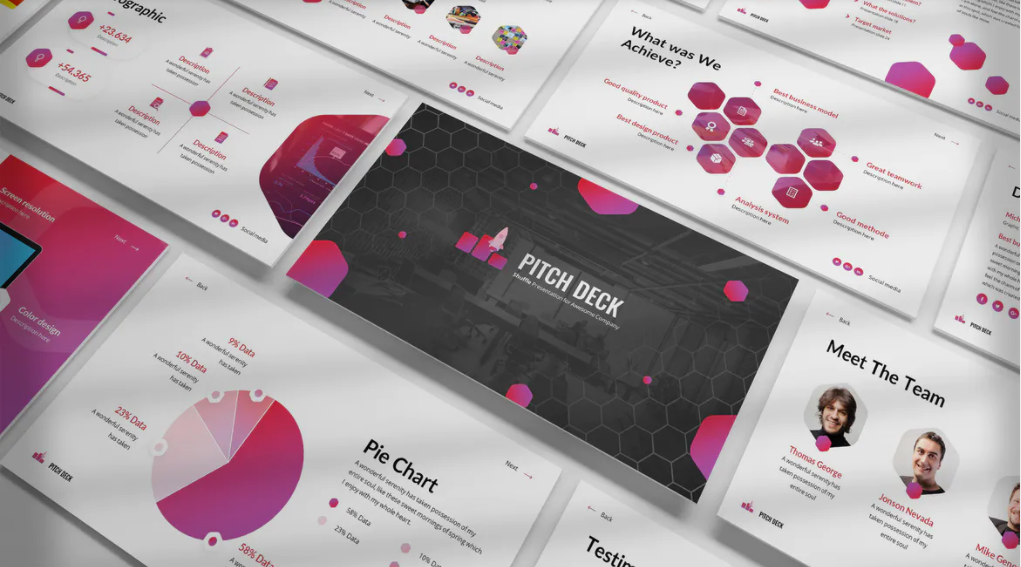 +23,634
Description
+54,365
Description
PITCH DECK
Description
A wonderful serenity has
taken possession
Description
A wonderful serenity has
taken possession
Description
A wonderful serenity has
taken possession
Description
A wonderful serenity has
taken possession
Next
Social media
Description
A wonderful serenity
Description
A wonderful serenity
Description
A wonderful serenity
Social media
Back
What was We
Achieve?
Good quality product
Description here
Best design product
Description here
Best business model
Description here
Great teamwork
Description here
Good methode
Description here
Analysis system
Description here
Next
Social media
PITCH DECK
What the solutions?
Target market
Screen resolution
Next
Color design
Description here
PITCH DECK
Shuffle Presentation for Awesome Company
Back
9% Data
A wonderful serenity
has taken
10% Data
A wonderful serenity
has taken
23% Data
A wonderful serenity
has taken
58% Data
Pie Chart
A wonderful serenity has taken possession of my
entire soul, like these sweet mornings of spring which
I enjoy with my whole heart.
58% Data
23% Data
10% Data
Next
PITCH DECK
Back
Testim
Back
Meet The Team
Thomas George
A wonderful serenity has
taken possession of my
entire soul
Jonson Nevada
A wonderful serenity has
taken possession of my
entire soul
Mike Geo
PITCH DECK
PITCH DECK